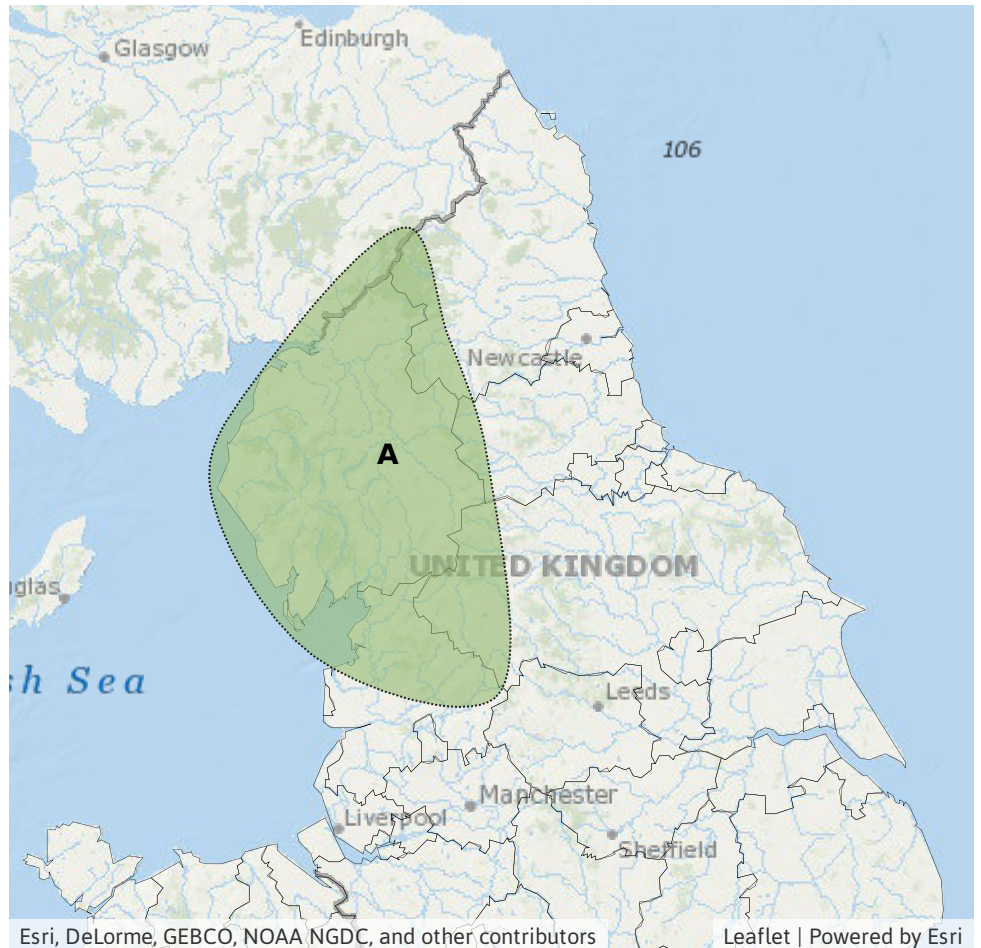 Edinburgh
Glasgow
106
Newcastle
A
UNITED KINGDOM
uglas
sh Sea
Leeds
Manchester
Liverpool
Sheffield
Esri, DeLorme, GEBCO, NOAA NGDC, and other contributors
Leaflet | Powered by Esri